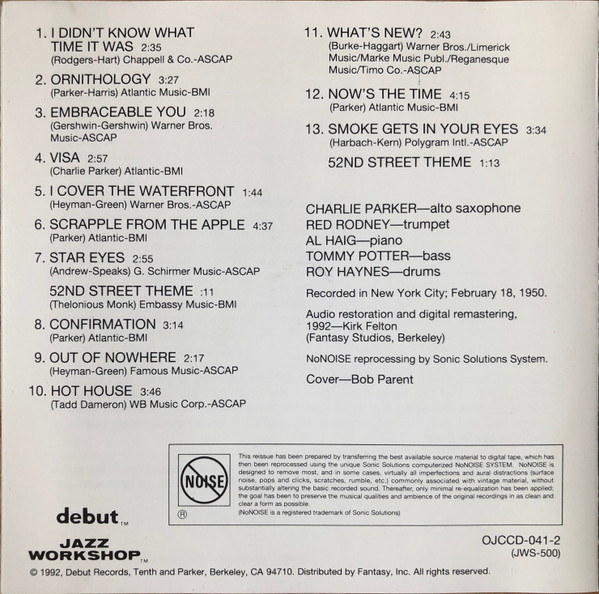 1. I DIDN'T KNOW WHAT
TIME IT WAS 2:35
(Rodgers-Hart) Chappell & Co.-ASCAP
2. ORNITHOLOGY 3:27
(Parker-Harris) Atlantic Music-BMI
3. EMBRACEABLE YOU 2:18
(Gershwin-Gershwin) Warner Bros.
Music-ASCAP
4. VISA 2:57
(Charlie Parker) Atlantic-BMI
5. I COVER THE WATERFRONT 1:44
(Heyman-Green) Warner Bros.-ASCAP
6. SCRAPPLE FROM THE APPLE 4:37
(Parker) Atlantic-BMI
7. STAR EYES 2:55
(Andrew-Speaks) G. Schirmer Music-ASCAP
52ND STREET THEME :11
(Thelonious Monk) Embassy Music-BMI
8. CONFIRMATION 3:14
(Parker) Atlantic-BMI
9. OUT OF NOWHERE 2:17
(Heyman-Green) Famous Music-ASCAP
10. HOT HOUSE 3:46
(Tadd Dameron) WB Music Corp.-ASCAP
11. WHAT'S NEW? 2:43
(Burke-Haggart) Warner Bros./Limerick
Music/Marke Music Publ./Reganesque
Music/Timo Co.-ASCAP
12. NOW'S THE TIME 4:15
(Parker) Atlantic Music-BMI
13. SMOKE GETS IN YOUR EYES 3:34
(Harbach-Kern) Polygram Intl.-ASCAP
52ND STREET THEME 1:13
CHARLIE PARKER—alto saxophone
RED RODNEY—trumpet
AL HAIG—piano
TOMMY POTTER—bass
ROY HAYNES—drums
Recorded in New York City; February 18, 1950.
Audio restoration and digital remastering,
1992—Kirk Felton
(Fantasy Studios, Berkeley)
NoNOISE reprocessing by Sonic Solutions System.
Cover—Bob Parent
NOISE
®
This reissue has been prepared by transferring the best available source material to digital tape, which has
then been reprocessed using the unique Sonic Solutions computerized NoNOISE SYSTEM. NoNOISE is
designed to remove most, and in some cases, virtually all imperfections and aural distractions (surface
noise, pops and clicks, scratches, rumble, etc.) commonly associated with vintage material, without
substantially altering the basic recorded sound. Thereafter, only minimal re-equalization has been applied;
the goal has been to preserve the musical qualities and ambience of the original recordings in as clean and
clear a form as possible.
(NoNOISE is a registered trademark of Sonic Solutions)
debut™
JAZZ
WORKSHOP™
OJCCD-041-2
(JWS-500)
© 1992, Debut Records, Tenth and Parker, Berkeley, CA 94710. Distributed by Fantasy, Inc. All rights reserved.